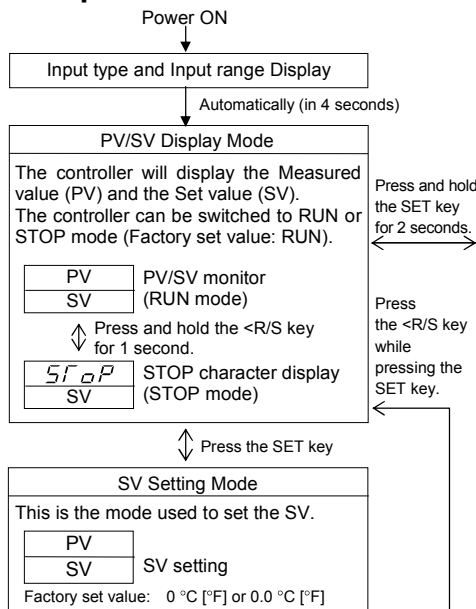 Power ON
Input type and Input range Display
Automatically (in 4 seconds)
PV/SV Display Mode
The controller will display the Measured
value (PV) and the Set value (SV).
The controller can be switched to RUN or
STOP mode (Factory set value: RUN).
PV
SV
PV/SV monitor
(RUN mode)
Press and hold the <R/S key
for 1 second.
SToP
SV
STOP character display
(STOP mode)
Press and hold
the SET key
for 2 seconds.
Press
the <R/S key
while
pressing the
SET key.
Press the SET key
SV Setting Mode
This is the mode used to set the SV.
PV
SV
SV setting
Factory set value: 0 °C [°F] or 0.0 °C [°F]